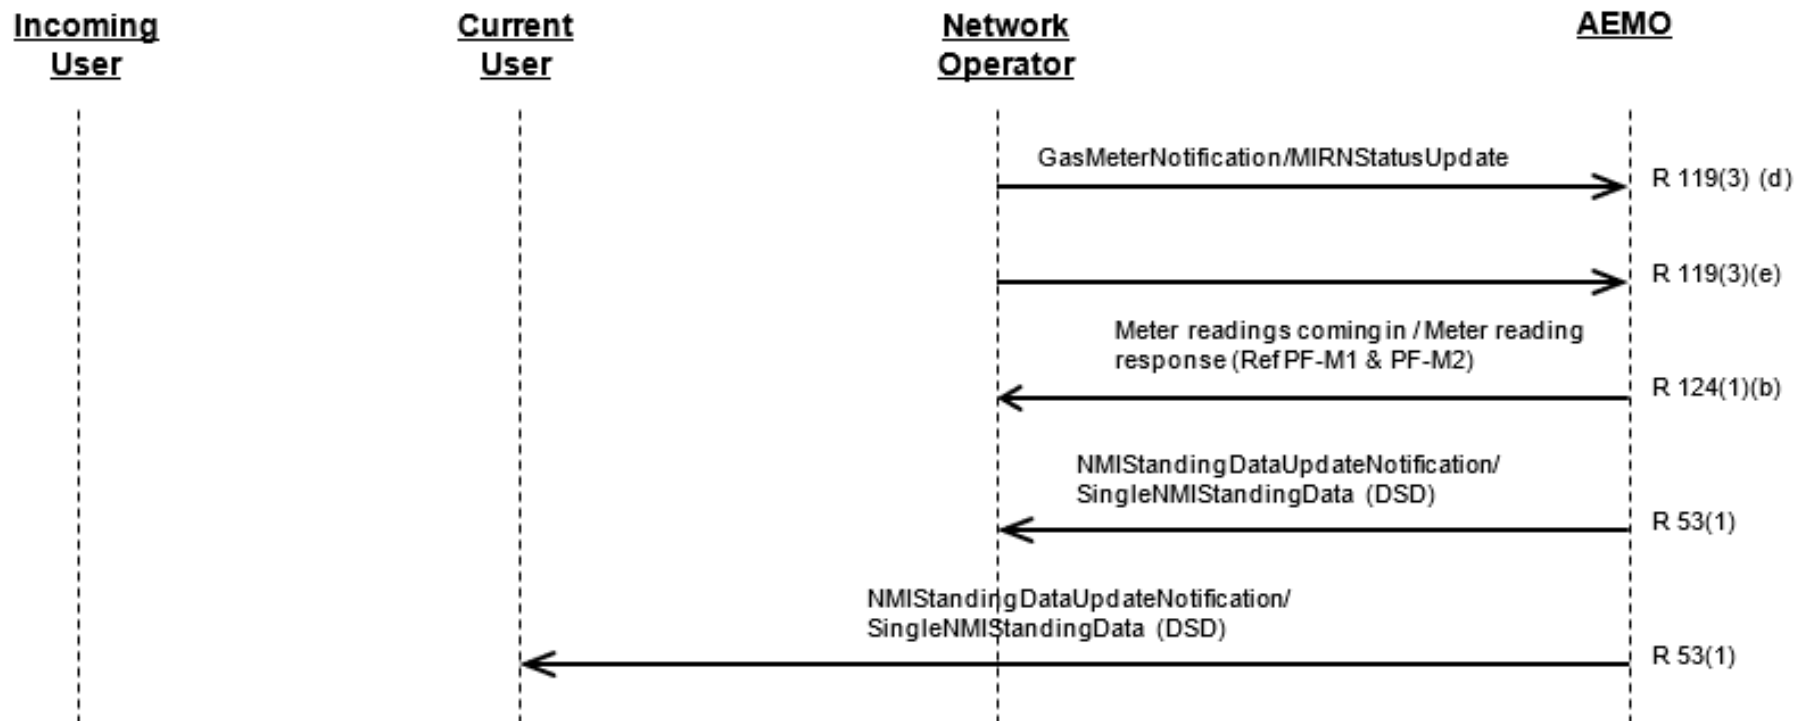 Incoming
User
Current
User
Network
Operator
AEMO
GasMeterNotification/MIRNStatusUpdate
R 119(3) (d)
R 119(3)(e)
Meter readings coming in / Meter reading
response (Ref PF-M1 & PF-M2)
R 124(1)(b)
NMIStandingDataUpdateNotification/
SingleNMIStandingData (DSD)
R 53(1)
NMIStandingDataUpdateNotification/
SingleNMIStandingData (DSD)
R 53(1)